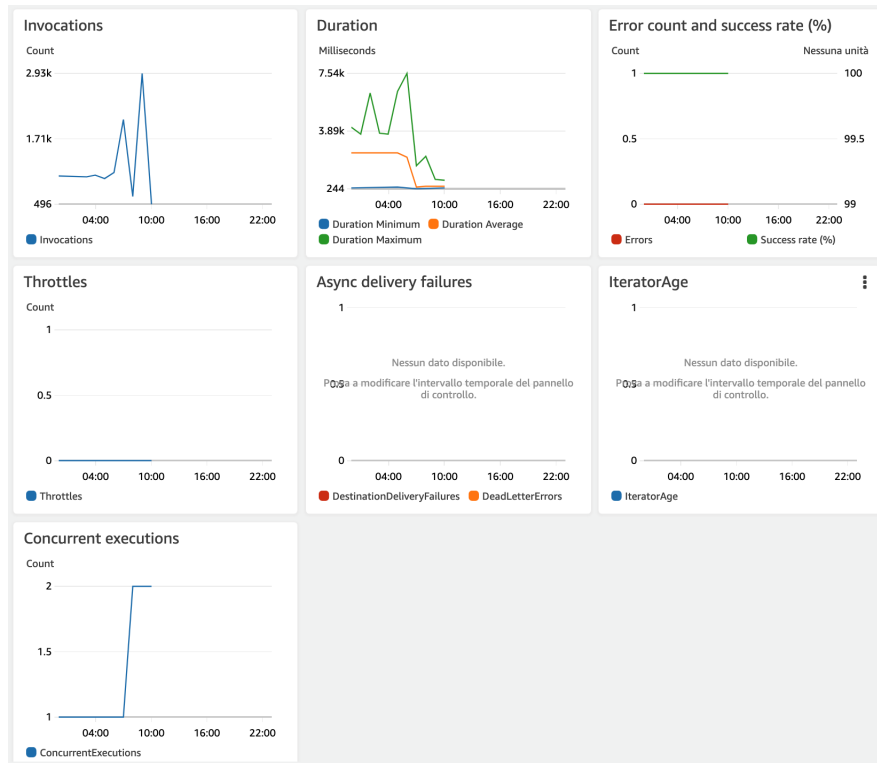 Invocations
Count
2.93k
1.71k
496
04:00 10:00 16:00 22:00
Invocations
Duration
Milliseconds
7.54k
3.89k
244
04:00 10:00 16:00 22:00
Duration Minimum Duration Average
Duration Maximum
Error count and success rate (%)
Count Nessuna unità
1 100
0.5 99.5
0 99
04:00 10:00 16:00 22:00
Errors Success rate (%)
Throttles
Count
1
0.5
0
04:00 10:00 16:00 22:00
Throttles
Async delivery failures
1
Nessun dato disponibile.
0.5
Prova a modificare l'intervallo temporale del pannello
di controllo.
0
04:00 10:00 16:00 22:00
DestinationDeliveryFailures DeadLetterErrors
IteratorAge
1
Nessun dato disponibile.
0.5
Prova a modificare l'intervallo temporale del pannello
di controllo.
0
04:00 10:00 16:00 22:00
IteratorAge
Concurrent executions
Count
2
1.5
1
04:00 10:00 16:00 22:00
ConcurrentExecutions